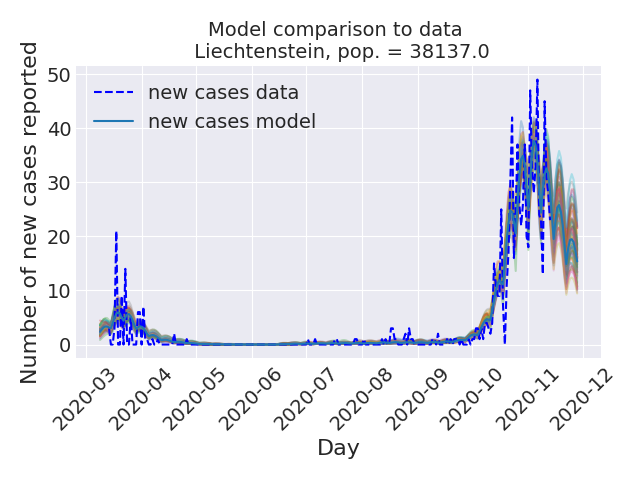 Model comparison to data
Liechtenstein, pop. = 38137.0
Number of new cases reported
50
40
30
20
10
0
new cases data
new cases model
2020-03
2020-04
2020-05
2020-06
2020-07
2020-08
2020-09
2020-10
2020-11
2020-12
Day